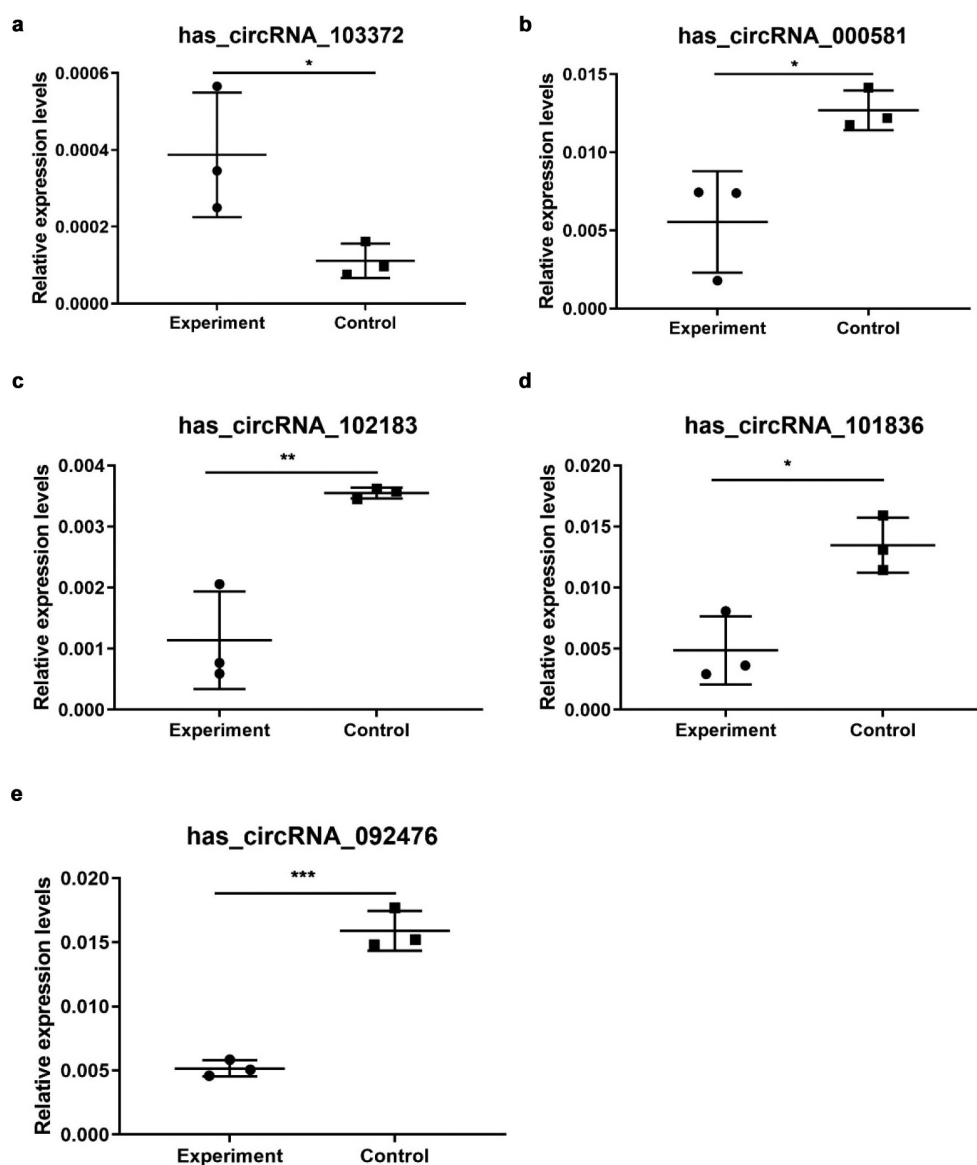 a
has_circRNA_103372
*
Relative expression levels
0.0006
0.0004
0.0002
0.0000
Experiment
Control
b
has_circRNA_000581
*
Relative expression levels
0.015
0.010
0.005
0.000
Experiment
Control
c
has_circRNA_102183
**
Relative expression levels
0.004
0.003
0.002
0.001
0.000
Experiment
Control
d
has_circRNA_101836
*
Relative expression levels
0.020
0.015
0.010
0.005
0.000
Experiment
Control
e
has_circRNA_092476
***
Relative expression levels
0.020
0.015
0.010
0.005
0.000
Experiment
Control